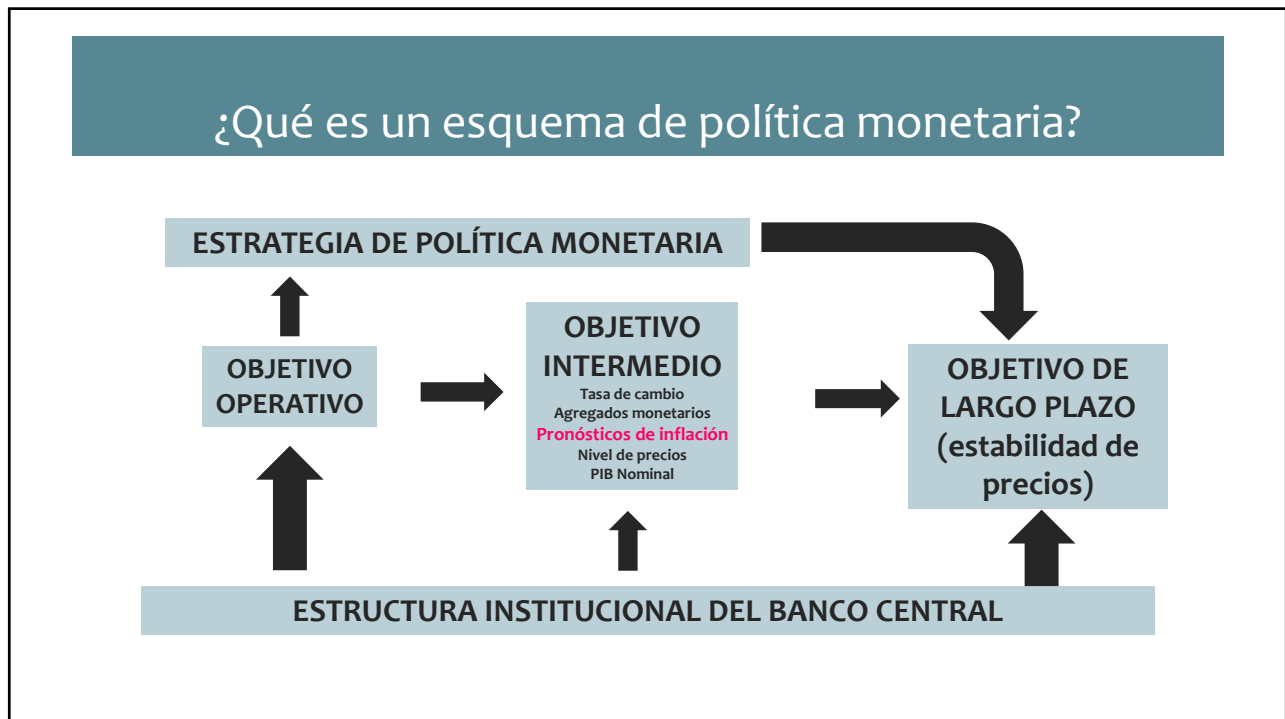 ¿Qué es un esquema de política monetaria?
ESTRATEGIA DE POLÍTICA MONETARIA
OBJETIVO
OPERATIVO
OBJETIVO
INTERMEDIO
Tasa de cambio
Agregados monetarios
Pronósticos de inflación
Nivel de precios
PIB Nominal
OBJETIVO DE
LARGO PLAZO
(estabilidad de
precios)
ESTRUCTURA INSTITUCIONAL DEL BANCO CENTRAL